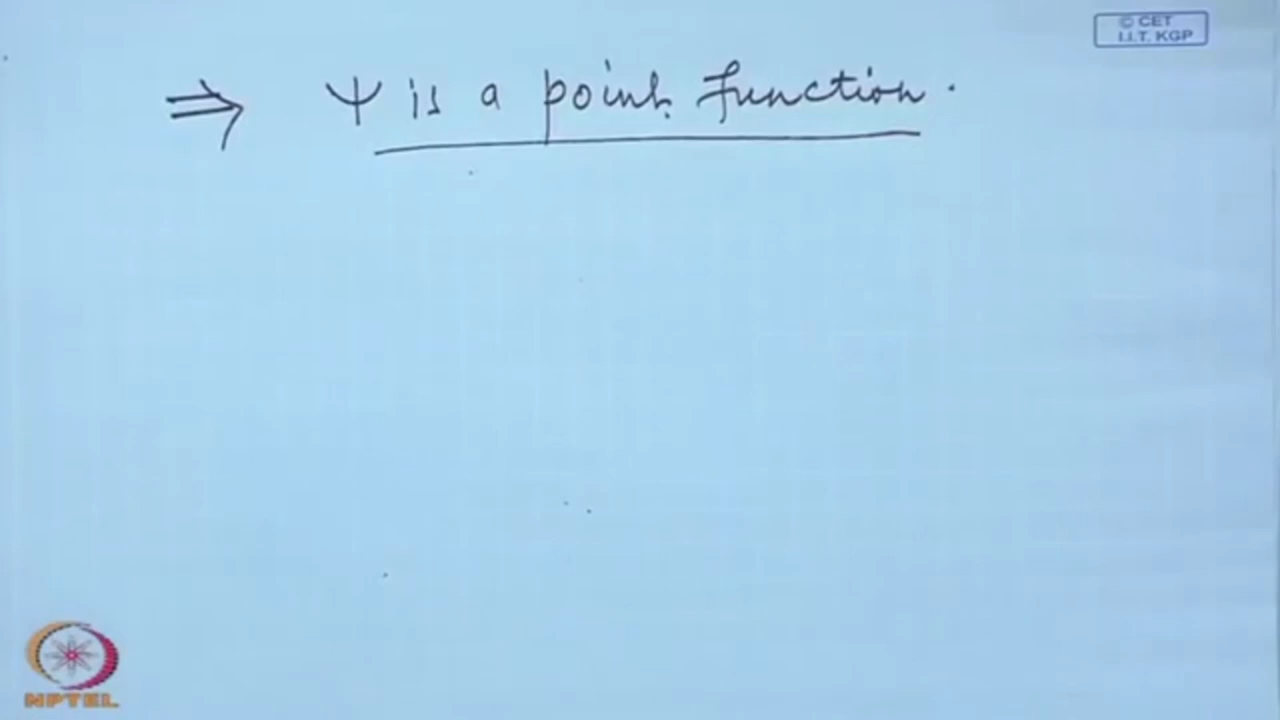 © CET
I.I.T. KGP
⇒ Ψ is a point function.
NPTEL